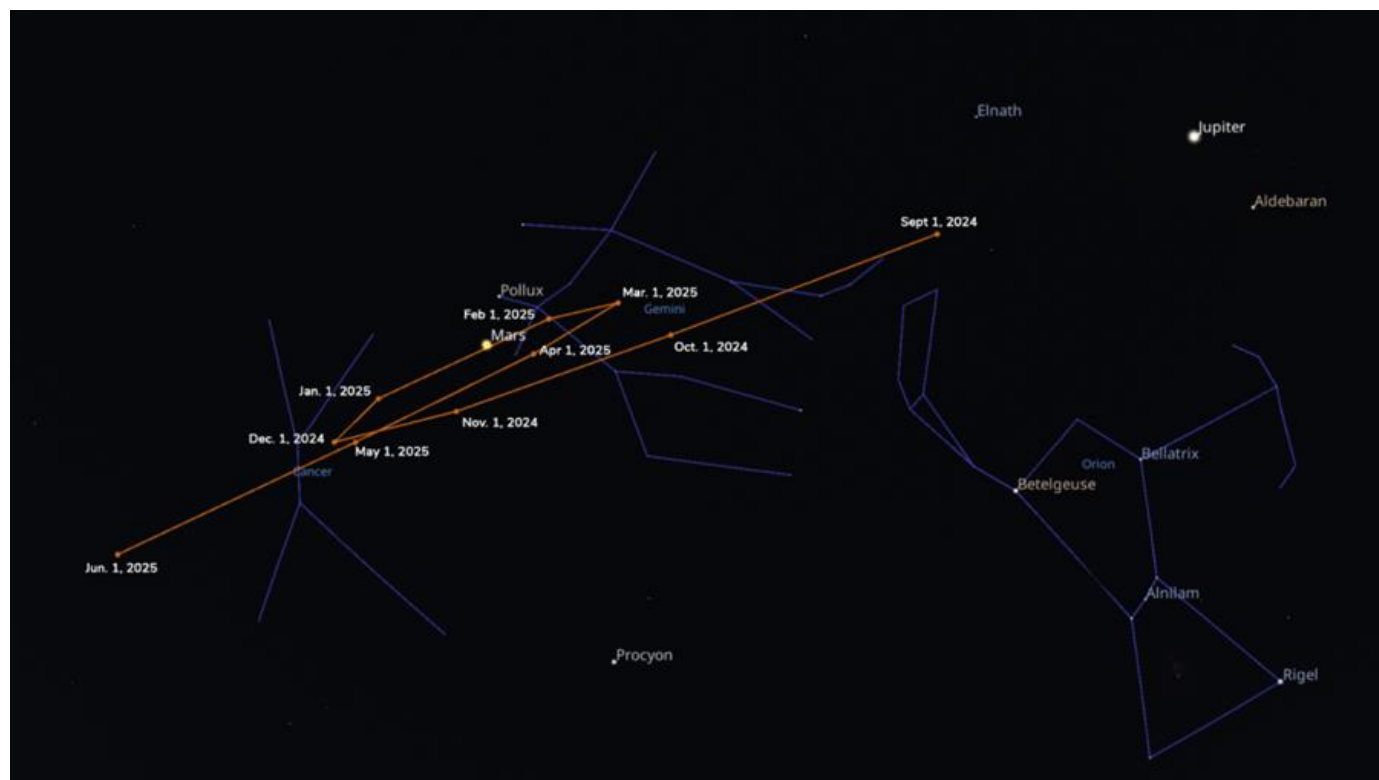 Elnath
Jupiter
Aldebaran
Sept 1, 2024
Pollux
Mar. 1, 2025
Gemini
Feb 1, 2025
Mars
Apr 1, 2025
Oct. 1, 2024
Jan. 1, 2025
Nov. 1, 2024
Dec. 1, 2024
May 1, 2025
Cancer
Bellatrix
Orion
Betelgeuse
Jun. 1, 2025
Alnilam
Procyon
Rigel